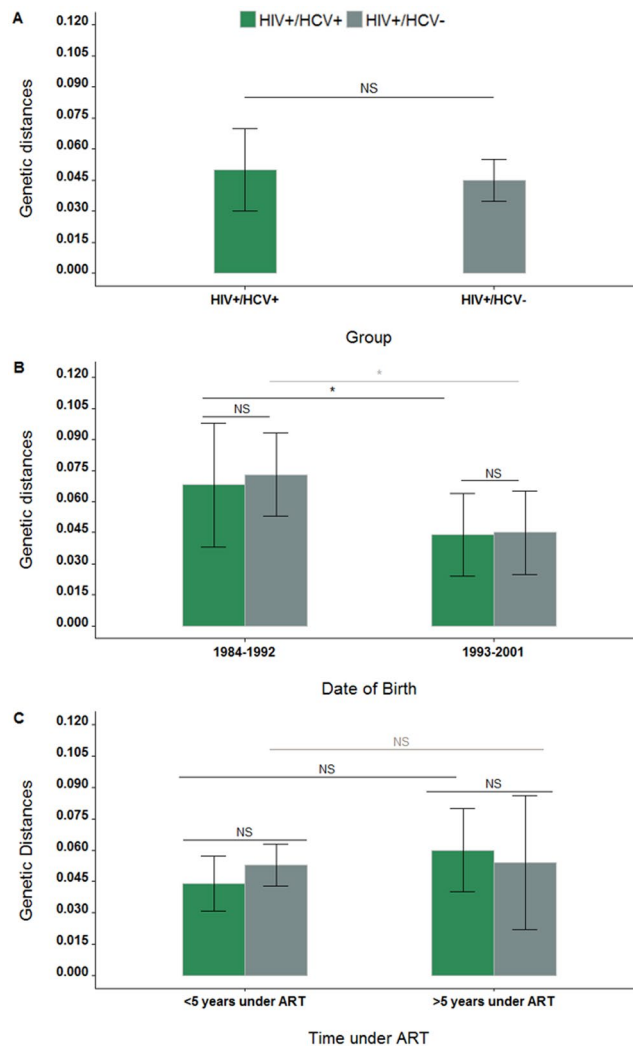 A
HIV+/HCV+ HIV+/HCV-
0.120
0.105
0.090
0.075
0.060
0.045
0.030
0.015
0.000
Genetic distances
NS
HIV+/HCV+ HIV+/HCV-
Group
B
0.120
0.105
0.090
0.075
0.060
0.045
0.030
0.015
0.000
Genetic distances
*
*
NS
NS
1984-1992 1993-2001
Date of Birth
C
0.120
0.105
0.090
0.075
0.060
0.045
0.030
0.015
0.000
Genetic Distances
NS
NS
NS
NS
<5 years under ART >5 years under ART
Time under ART